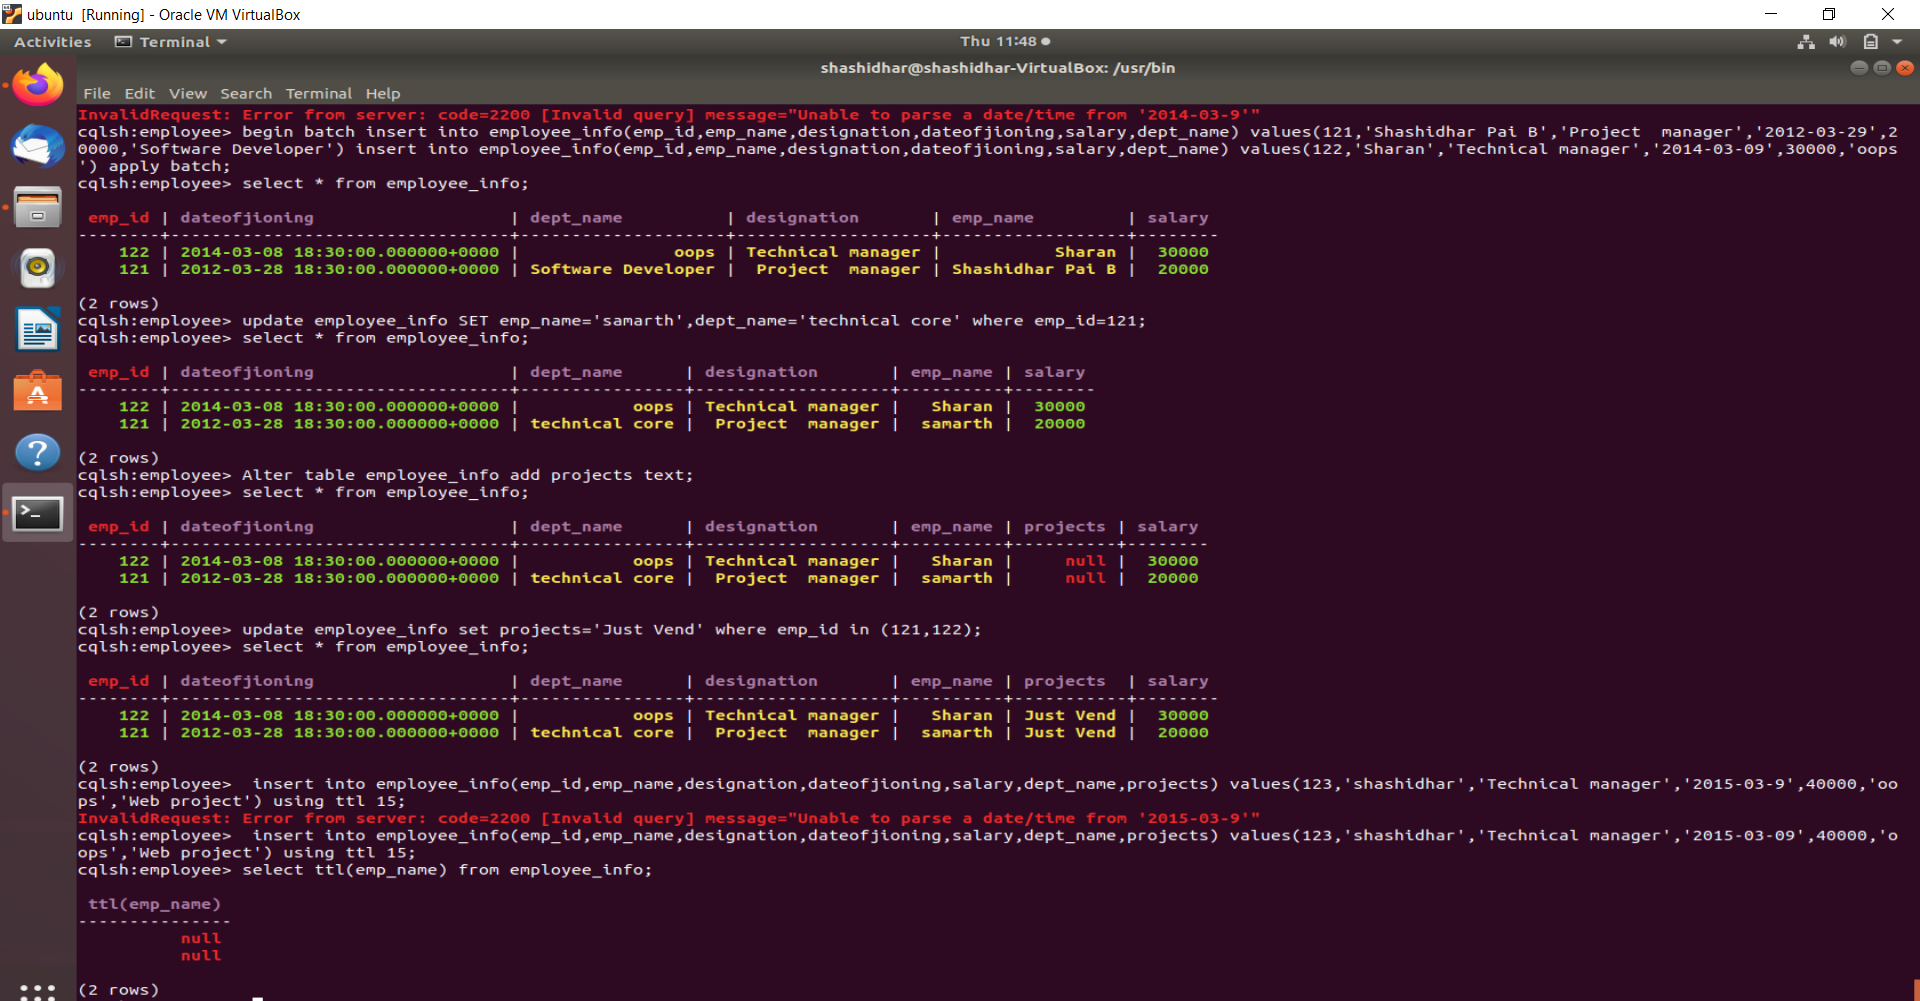 ubuntu [Running] - Oracle VM VirtualBox
Activities Terminal Thu 11:48
shashidhar@shashidhar-VirtualBox: /usr/bin
File Edit View Search Terminal Help
InvalidRequest: Error from server: code=2200 [Invalid query] message="Unable to parse a date/time from '2014-03-9'"
cqlsh:employee> begin batch insert into employee_info(emp_id,emp_name,designation,dateofjioning,salary,dept_name) values(121,'Shashidhar Pai B','Project  manager','2012-03-29',2
0000,'Software Developer') insert into employee_info(emp_id,emp_name,designation,dateofjioning,salary,dept_name) values(122,'Sharan','Technical manager','2014-03-09',30000,'oops
') apply batch;
cqlsh:employee> select * from employee_info;
 emp_id | dateofjioning                   | dept_name          | designation       | emp_name         | salary
--------+---------------------------------+--------------------+-------------------+------------------+--------
    122 | 2014-03-08 18:30:00.000000+0000 |               oops | Technical manager |           Sharan |  30000
    121 | 2012-03-28 18:30:00.000000+0000 | Software Developer |  Project  manager | Shashidhar Pai B |  20000
(2 rows)
cqlsh:employee> update employee_info SET emp_name='samarth',dept_name='technical core' where emp_id=121;
cqlsh:employee> select * from employee_info;
 emp_id | dateofjioning                   | dept_name      | designation       | emp_name | salary
--------+---------------------------------+----------------+-------------------+----------+--------
    122 | 2014-03-08 18:30:00.000000+0000 |           oops | Technical manager |   Sharan |  30000
    121 | 2012-03-28 18:30:00.000000+0000 | technical core |  Project  manager |  samarth |  20000
(2 rows)
cqlsh:employee> Alter table employee_info add projects text;
cqlsh:employee> select * from employee_info;
 emp_id | dateofjioning                   | dept_name      | designation       | emp_name | projects | salary
--------+---------------------------------+----------------+-------------------+----------+----------+--------
    122 | 2014-03-08 18:30:00.000000+0000 |           oops | Technical manager |   Sharan |     null |  30000
    121 | 2012-03-28 18:30:00.000000+0000 | technical core |  Project  manager |  samarth |     null |  20000
(2 rows)
cqlsh:employee> update employee_info set projects='Just Vend' where emp_id in (121,122);
cqlsh:employee> select * from employee_info;
 emp_id | dateofjioning                   | dept_name      | designation       | emp_name | projects  | salary
--------+---------------------------------+----------------+-------------------+----------+-----------+--------
    122 | 2014-03-08 18:30:00.000000+0000 |           oops | Technical manager |   Sharan | Just Vend |  30000
    121 | 2012-03-28 18:30:00.000000+0000 | technical core |  Project  manager |  samarth | Just Vend |  20000
(2 rows)
cqlsh:employee>  insert into employee_info(emp_id,emp_name,designation,dateofjioning,salary,dept_name,projects) values(123,'shashidhar','Technical manager','2015-03-9',40000,'oo
ps','Web project') using ttl 15;
InvalidRequest: Error from server: code=2200 [Invalid query] message="Unable to parse a date/time from '2015-03-9'"
cqlsh:employee>  insert into employee_info(emp_id,emp_name,designation,dateofjioning,salary,dept_name,projects) values(123,'shashidhar','Technical manager','2015-03-09',40000,'o
ops','Web project') using ttl 15;
cqlsh:employee> select ttl(emp_name) from employee_info;
 ttl(emp_name)
---------------
          null
          null
(2 rows)